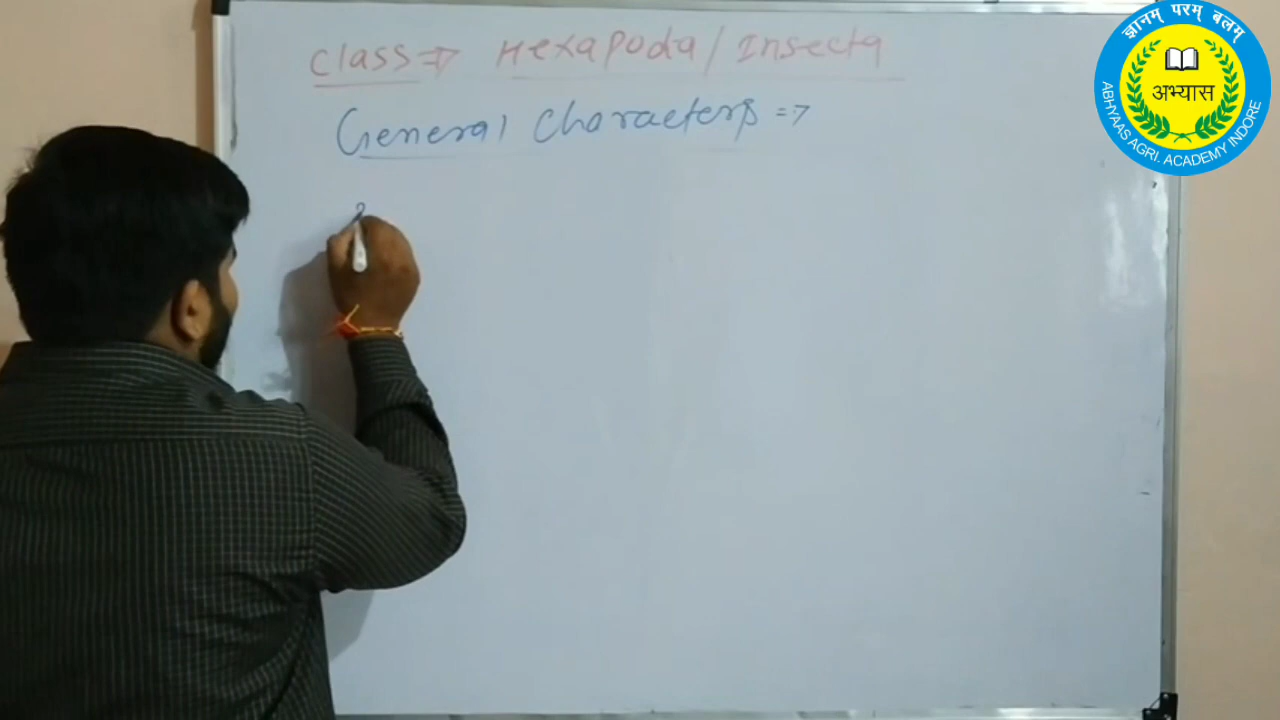 class => Hexapoda / Insecta
General Characters =>
ज्ञानम् परम् बलम्
अभ्यास
ABHYAAS AGRI. ACADEMY INDORE